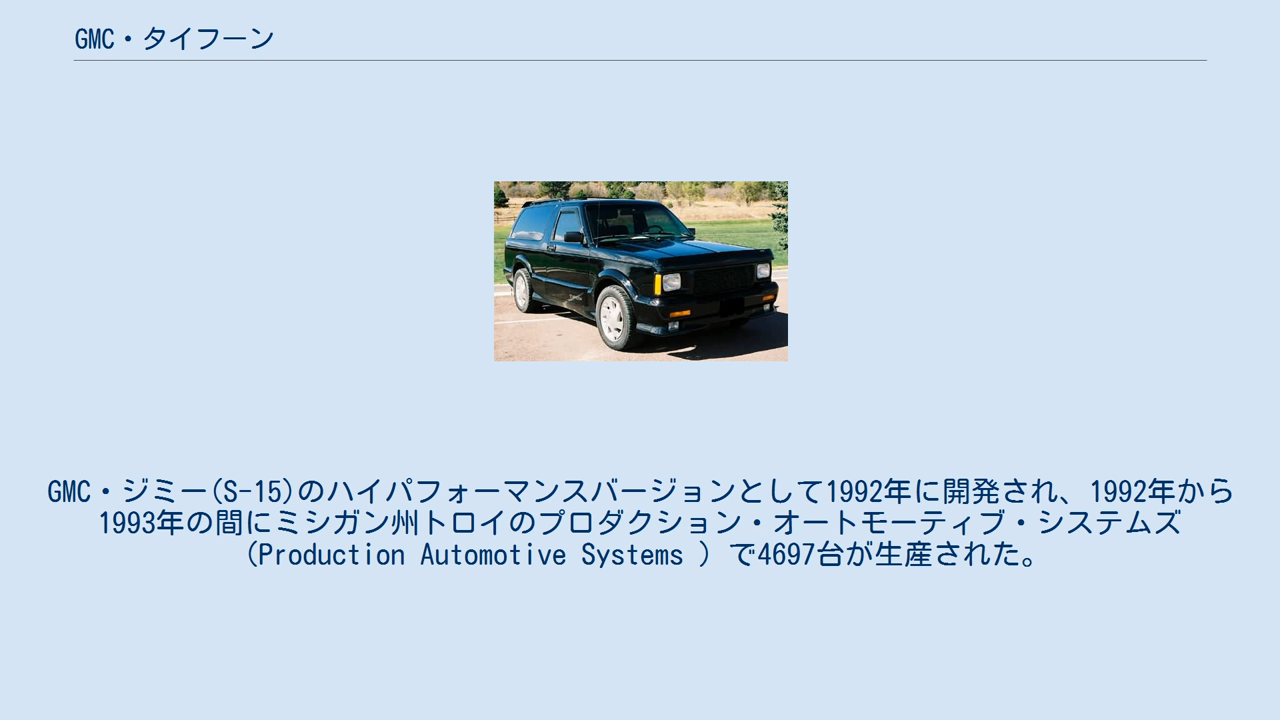 GMC・タイフーン
GMC・ジミー(S-15)のハイパフォーマンスバージョンとして1992年に開発され、1992年から
1993年の間にミシガン州トロイのプロダクション・オートモーティブ・システムズ
(Production Automotive Systems ) で4697台が生産された。